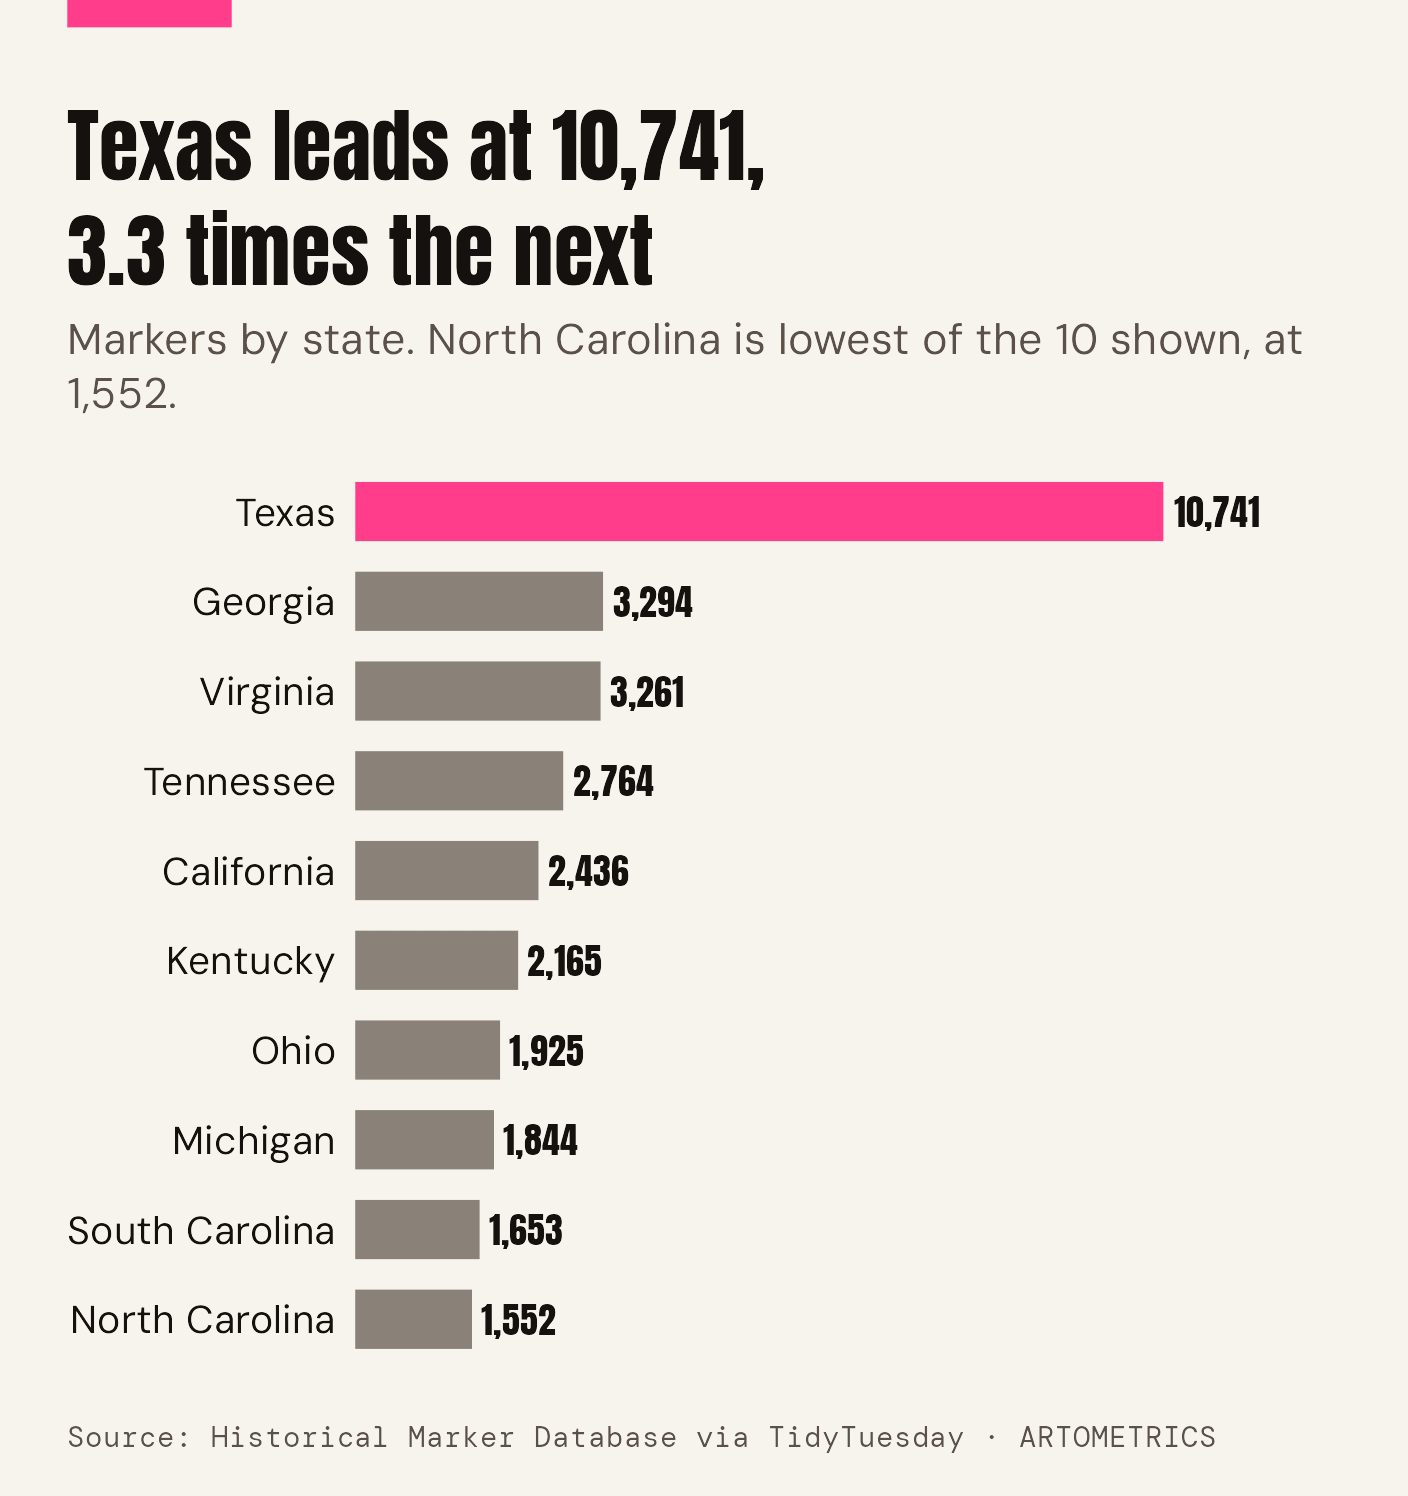 Texas leads at 10,741,
3.3 times the next
Markers by state. North Carolina is lowest of the 10 shown, at
1,552.
Texas 10,741
Georgia 3,294
Virginia 3,261
Tennessee 2,764
California 2,436
Kentucky 2,165
Ohio 1,925
Michigan 1,844
South Carolina 1,653
North Carolina 1,552
Source: Historical Marker Database via TidyTuesday · ARTOMETRICS